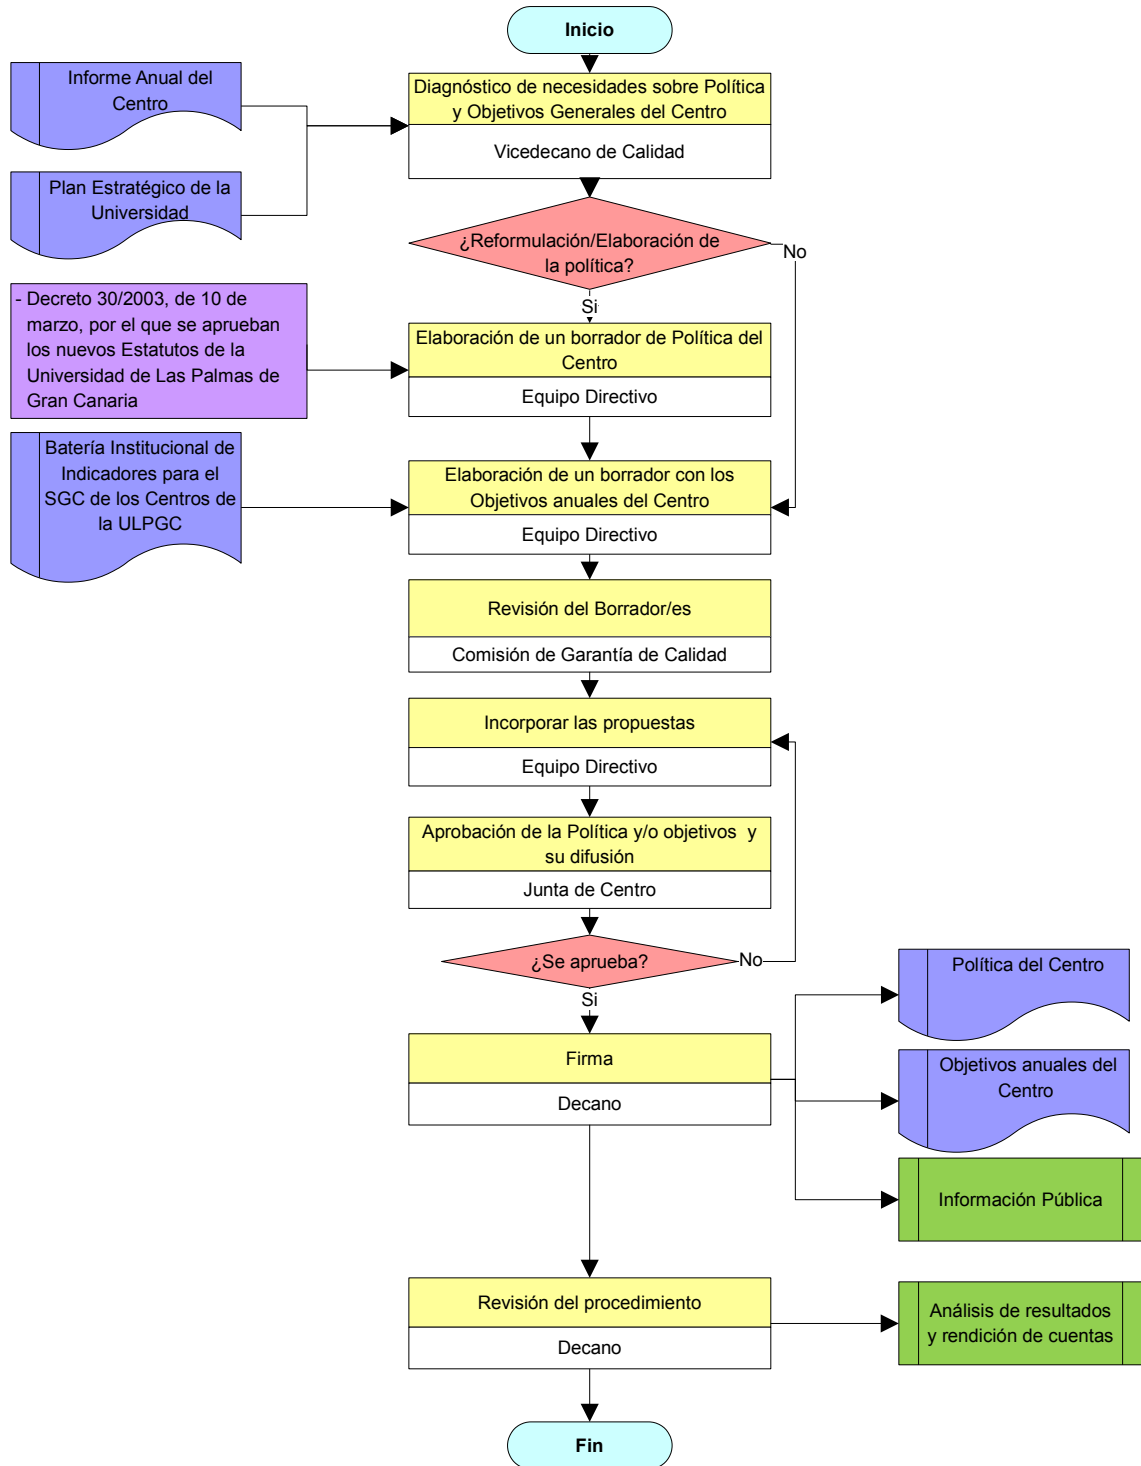 Inicio
Informe Anual del
Centro
Diagnóstico de necesidades sobre Política
y Objetivos Generales del Centro
Vicedecano de Calidad
Plan Estratégico de la
Universidad
¿Reformulación/Elaboración de
la política?
No
Si
- Decreto 30/2003, de 10 de
marzo, por el que se aprueban
los nuevos Estatutos de la
Universidad de Las Palmas de
Gran Canaria
Elaboración de un borrador de Política del
Centro
Equipo Directivo
Batería Institucional de
Indicadores para el
SGC de los Centros de
la ULPGC
Elaboración de un borrador con los
Objetivos anuales del Centro
Equipo Directivo
Revisión del Borrador/es
Comisión de Garantía de Calidad
Incorporar las propuestas
Equipo Directivo
Aprobación de la Política y/o objetivos y
su difusión
Junta de Centro
¿Se aprueba?
No
Si
Política del Centro
Firma
Decano
Objetivos anuales del
Centro
Información Pública
Revisión del procedimiento
Decano
Análisis de resultados
y rendición de cuentas
Fin